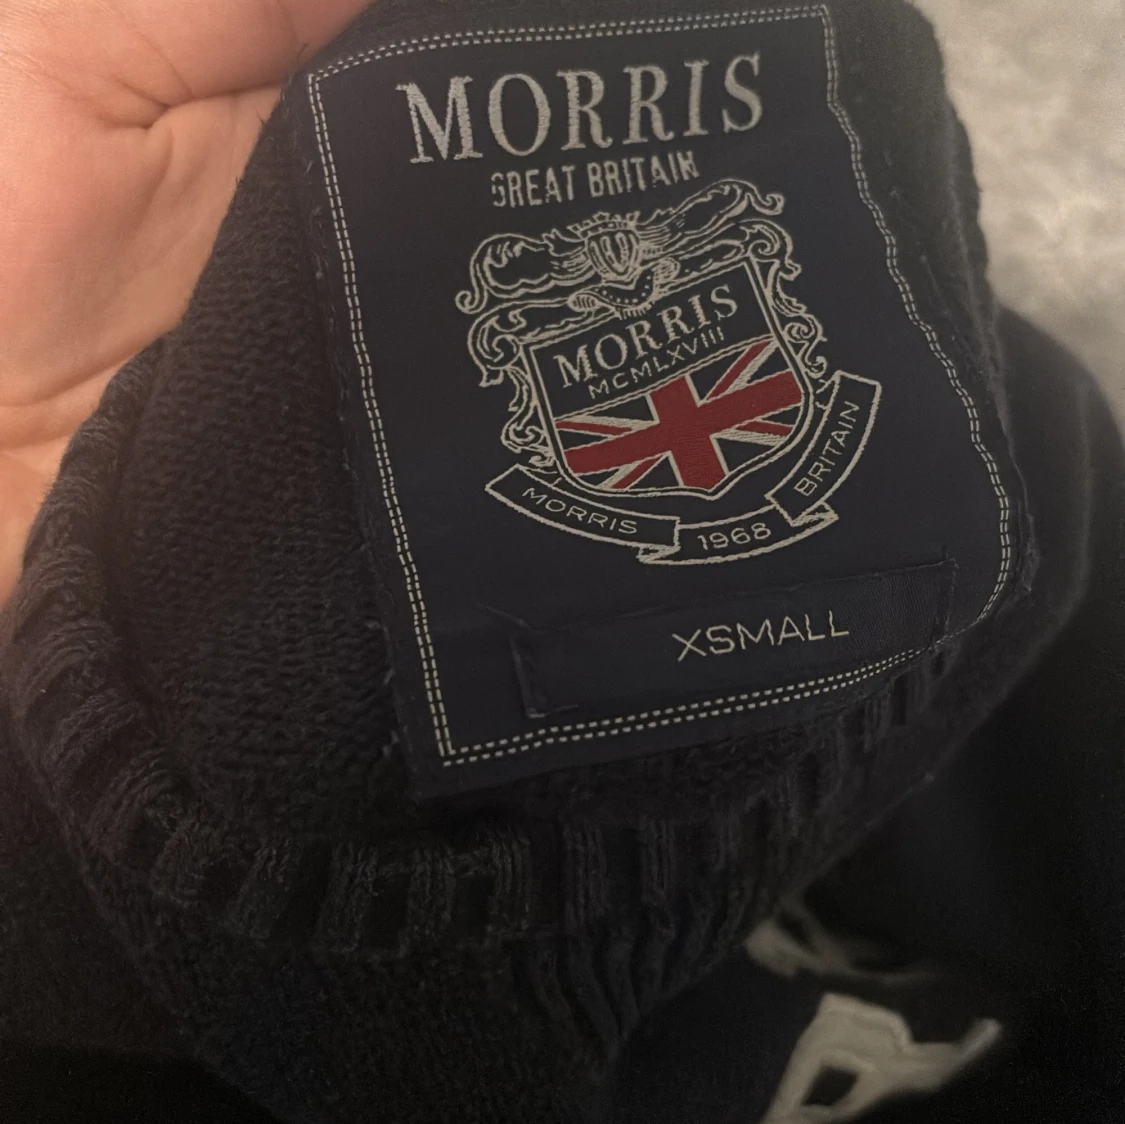 MORRIS
GREAT BRITAIN
MORRIS
MCMLXVIII
MORRIS
1968
BRITAIN
XSMALL